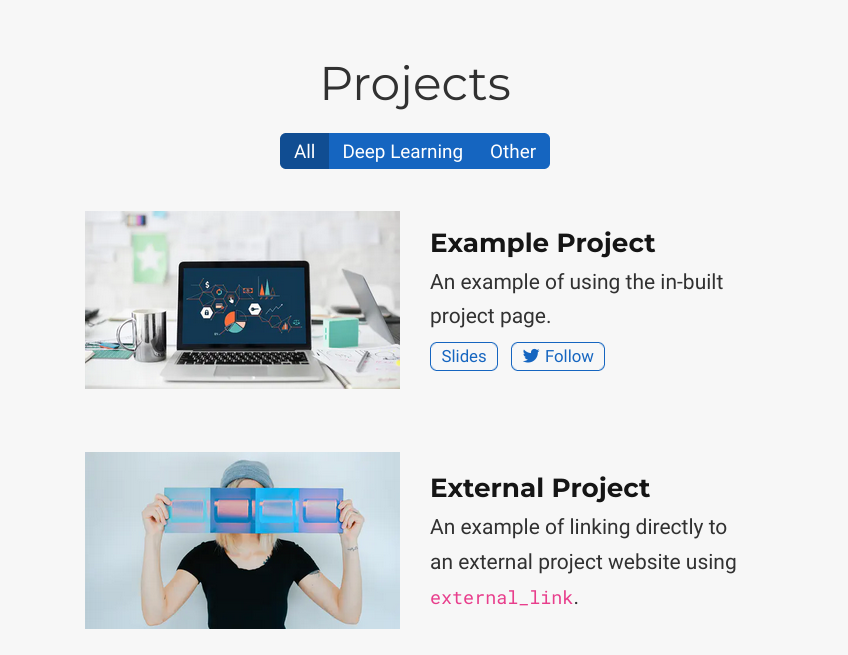 Projects
All Deep Learning Other
Example Project
An example of using the in-built
project page.
Slides Follow
External Project
An example of linking directly to
an external project website using
external_link.